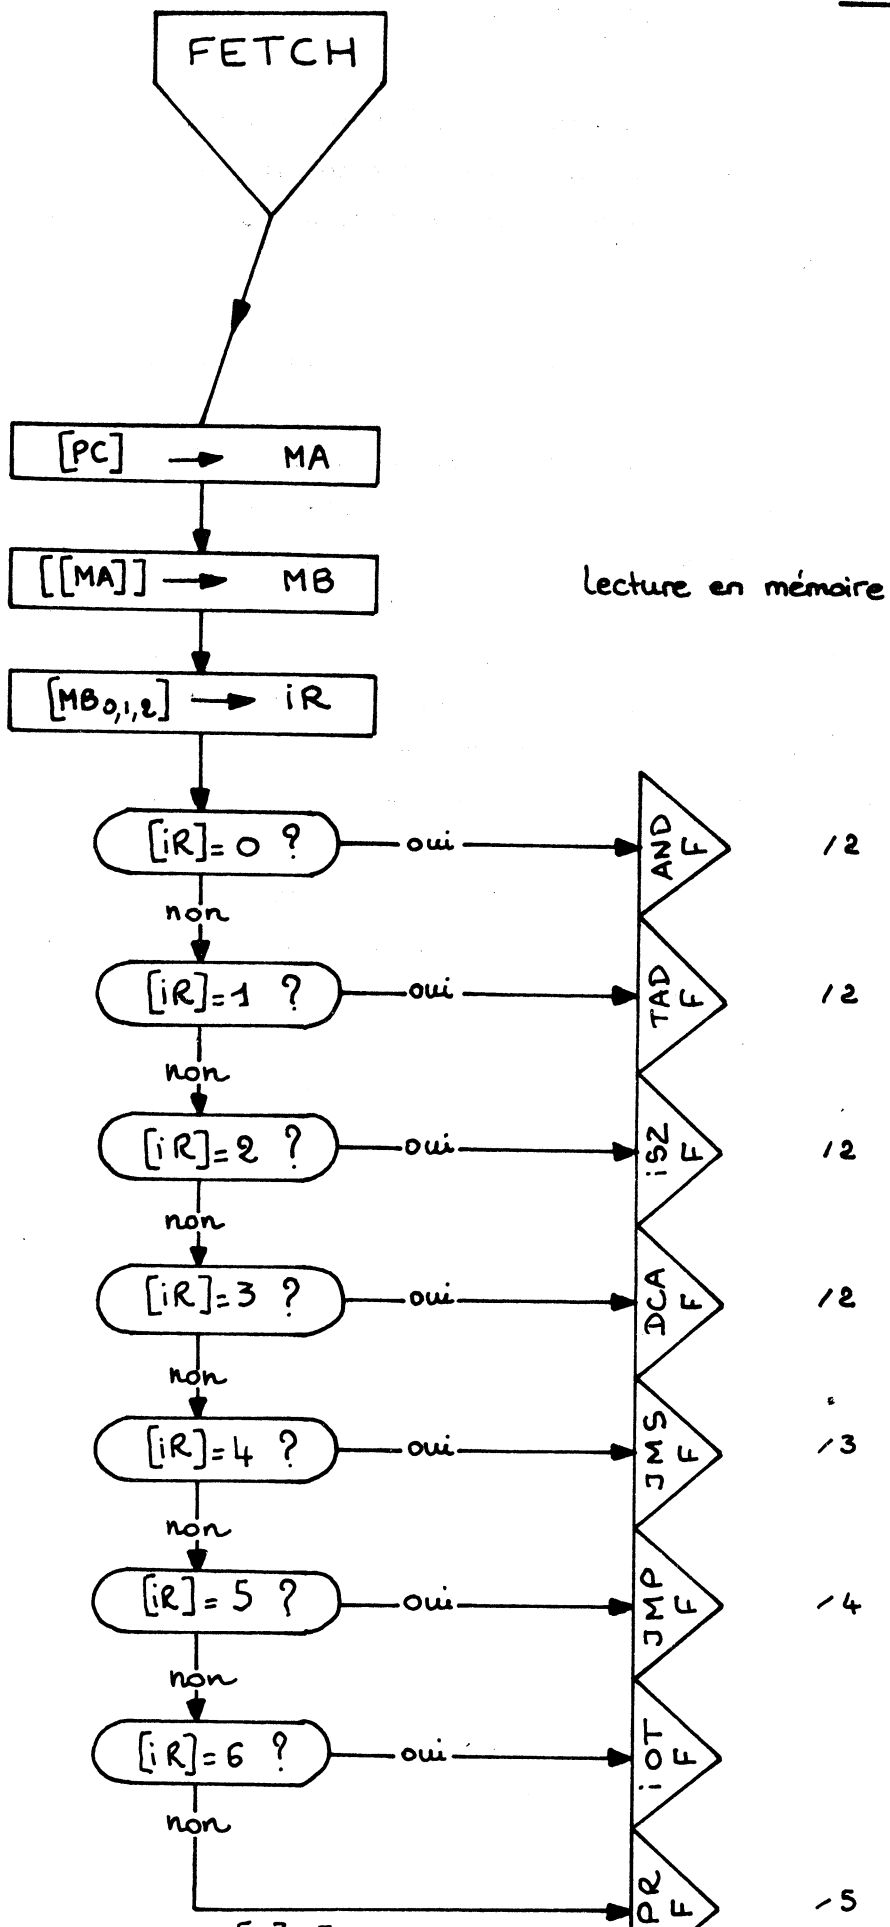 FETCH
[PC] → MA
[[MA]] → MB
lecture en mémoire
[MB0,1,2] → iR
[iR]=0 ?
oui
AND
F
/2
non
[iR]=1 ?
oui
TAD
F
/2
non
[iR]=2 ?
oui
iSZ
F
/2
non
[iR]=3 ?
oui
DCA
F
/2
non
[iR]=4 ?
oui
JMS
F
/3
non
[iR]=5 ?
oui
JMP
F
/4
non
[iR]=6 ?
oui
iOT
F
non
PR
F
/5